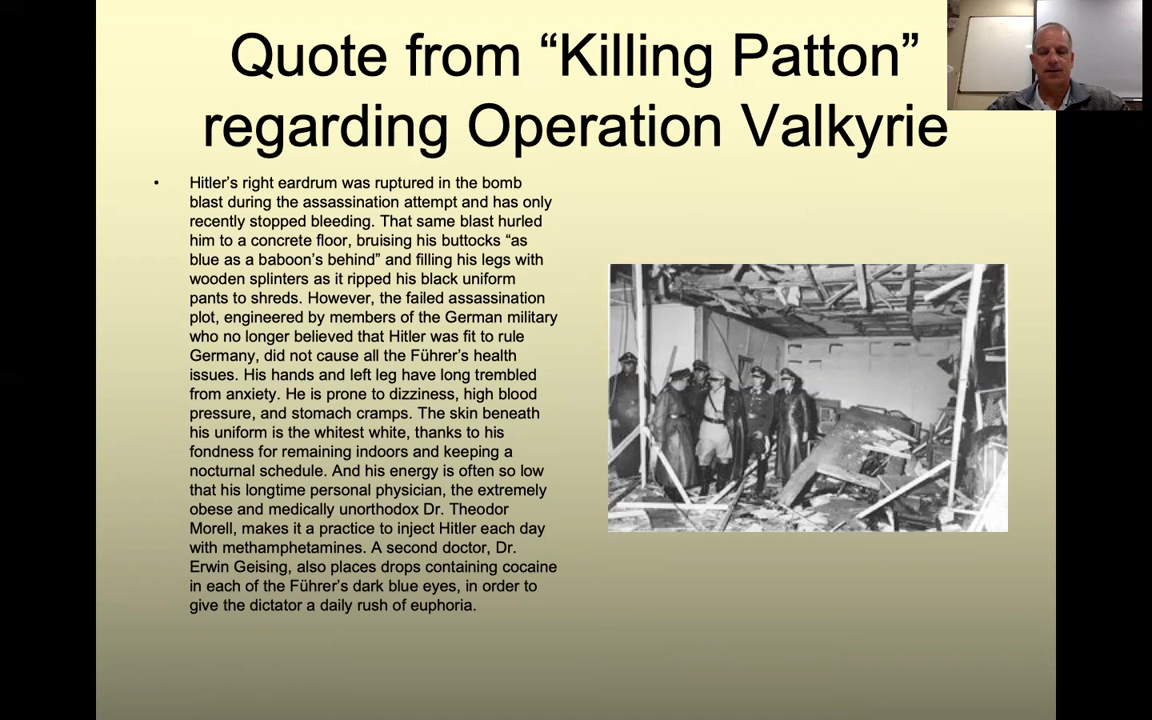 Quote from “Killing Patton”
regarding Operation Valkyrie
• Hitler’s right eardrum was ruptured in the bomb
blast during the assassination attempt and has only
recently stopped bleeding. That same blast hurled
him to a concrete floor, bruising his buttocks “as
blue as a baboon’s behind” and filling his legs with
wooden splinters as it ripped his black uniform
pants to shreds. However, the failed assassination
plot, engineered by members of the German military
who no longer believed that Hitler was fit to rule
Germany, did not cause all the Führer’s health
issues. His hands and left leg have long trembled
from anxiety. He is prone to dizziness, high blood
pressure, and stomach cramps. The skin beneath
his uniform is the whitest white, thanks to his
fondness for remaining indoors and keeping a
nocturnal schedule. And his energy is often so low
that his longtime personal physician, the extremely
obese and medically unorthodox Dr. Theodor
Morell, makes it a practice to inject Hitler each day
with methamphetamines. A second doctor, Dr.
Erwin Geising, also places drops containing cocaine
in each of the Führer’s dark blue eyes, in order to
give the dictator a daily rush of euphoria.